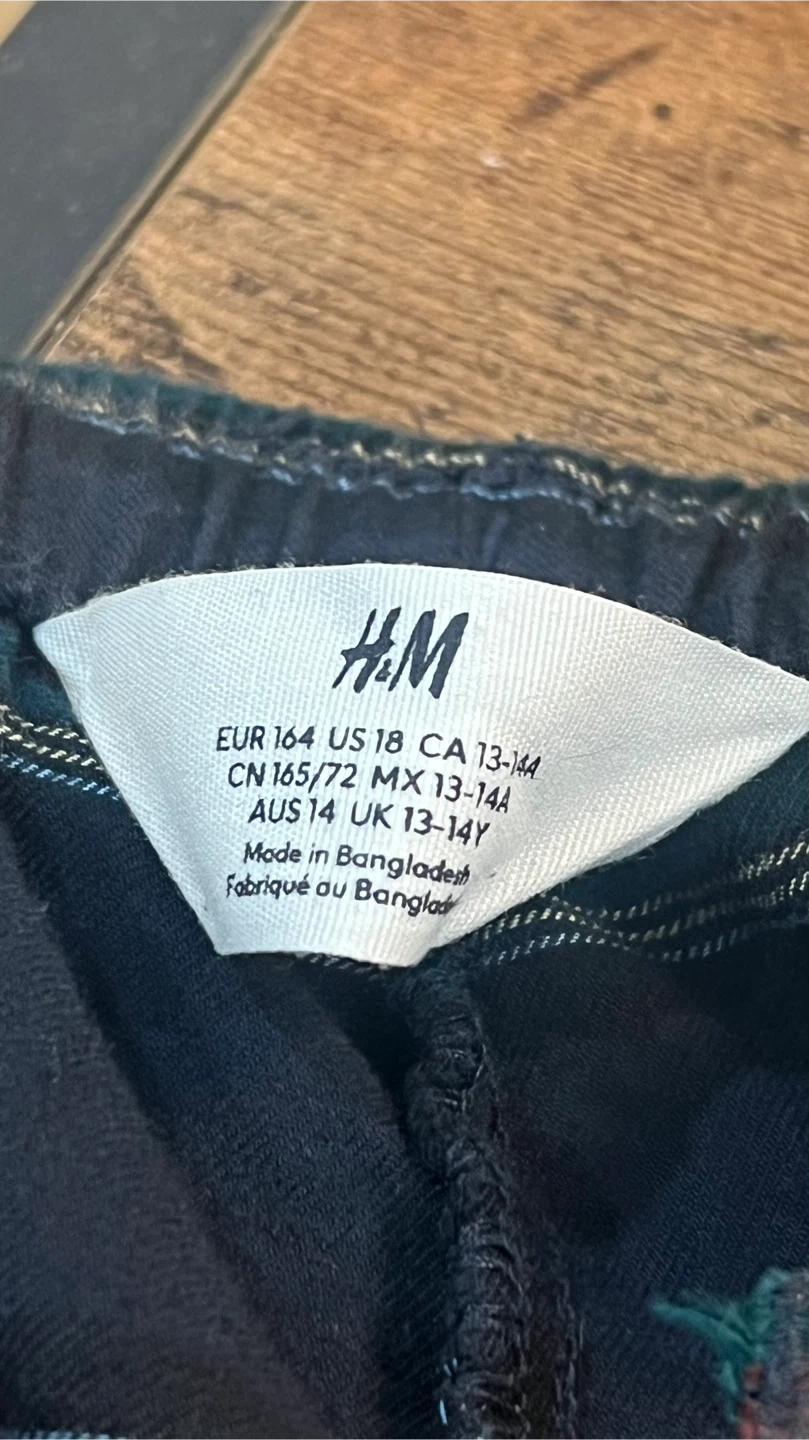 H&M
EUR 164 US 18 CA 13-14A
CN 165/72 MX 13-14A
AUS 14 UK 13-14Y
Made in Bangladesh
Fabriqué au